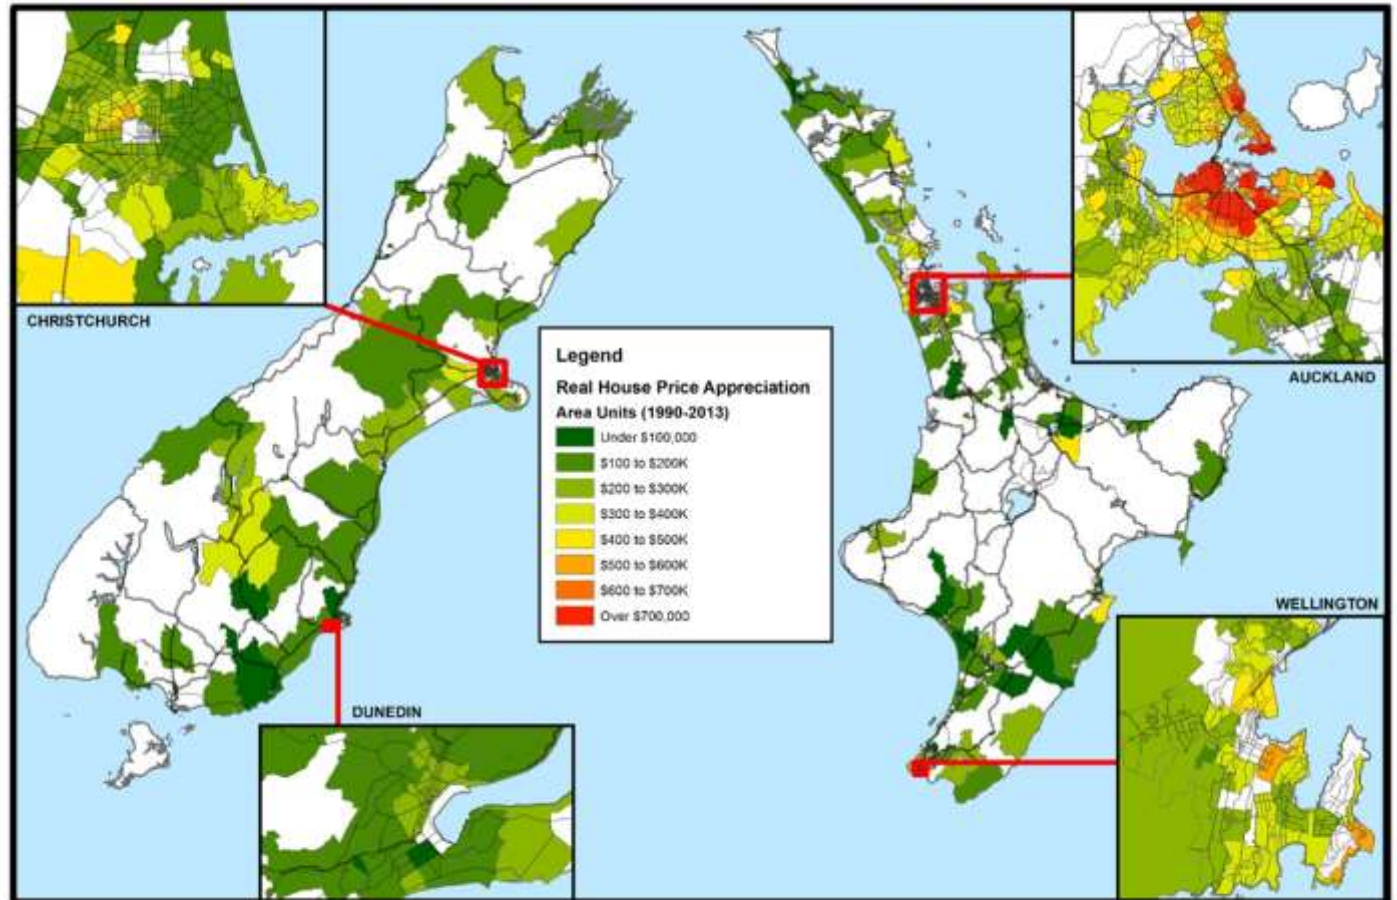 CHRISTCHURCH
AUCKLAND
Legend
Real House Price Appreciation
Area Units (1990-2013)
Under $100,000
$100 to $200K
$200 to $300K
$300 to $400K
$400 to $500K
$500 to $600K
$600 to $700K
Over $700,000
WELLINGTON
DUNEDIN